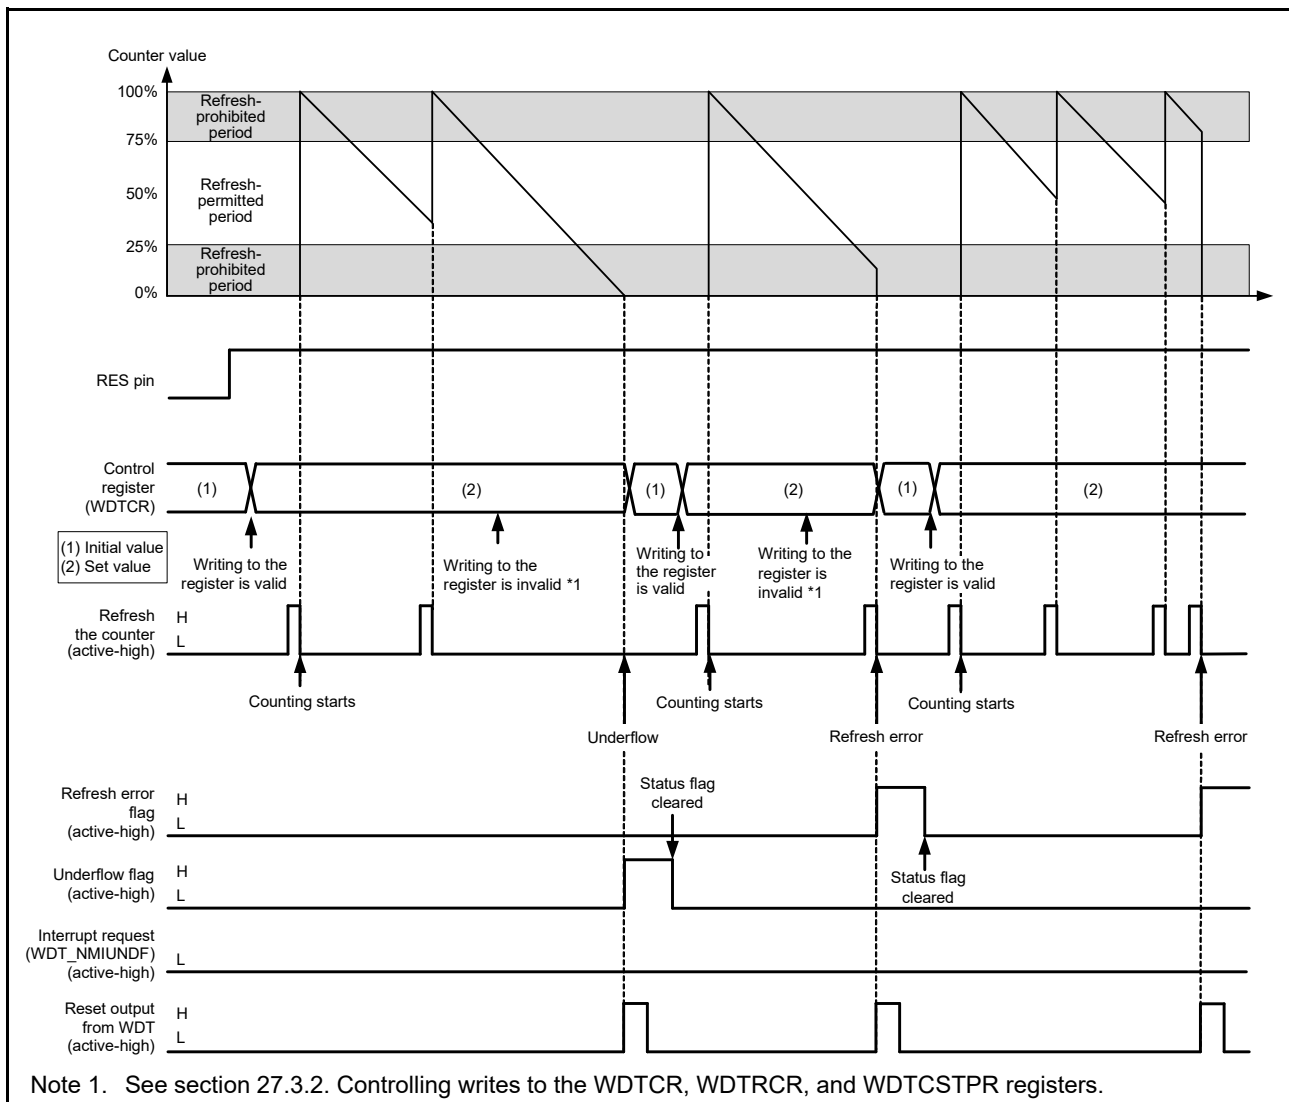 Counter value
100%
Refresh-
prohibited
period
75%
Refresh-
permitted
period
50%
25%
Refresh-
prohibited
period
0%
RES pin
Control
register
(WDTCR)
(1)
(2)
(1)
(2)
(1)
(2)
(1) Initial value
(2) Set value
Writing to the
register is valid
Writing to the
register is invalid *1
Writing to
the register
is valid
Writing to the
register is
invalid *1
Writing to the
register is valid
Refresh
the counter
(active-high)
H
L
Counting starts
Counting starts
Counting starts
Underflow
Refresh error
Refresh error
Refresh error
flag
(active-high)
H
L
Status flag
cleared
Status flag
cleared
Underflow flag
(active-high)
H
L
Interrupt request
(WDT_NMIUNDF)
(active-high)
L
Reset output
from WDT
(active-high)
H
L
Note 1. See section 27.3.2. Controlling writes to the WDTCR, WDTRCR, and WDTCSTPR registers.